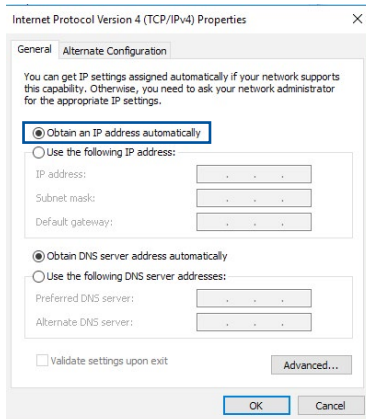 Internet Protocol Version 4 (TCP/IPv4) Properties
General Alternate Configuration
You can get IP settings assigned automatically if your network supports
this capability. Otherwise, you need to ask your network administrator
for the appropriate IP settings.
Obtain an IP address automatically
Use the following IP address:
IP address:
Subnet mask:
Default gateway:
Obtain DNS server address automatically
Use the following DNS server addresses:
Preferred DNS server:
Alternate DNS server:
Validate settings upon exit
Advanced...
OK Cancel